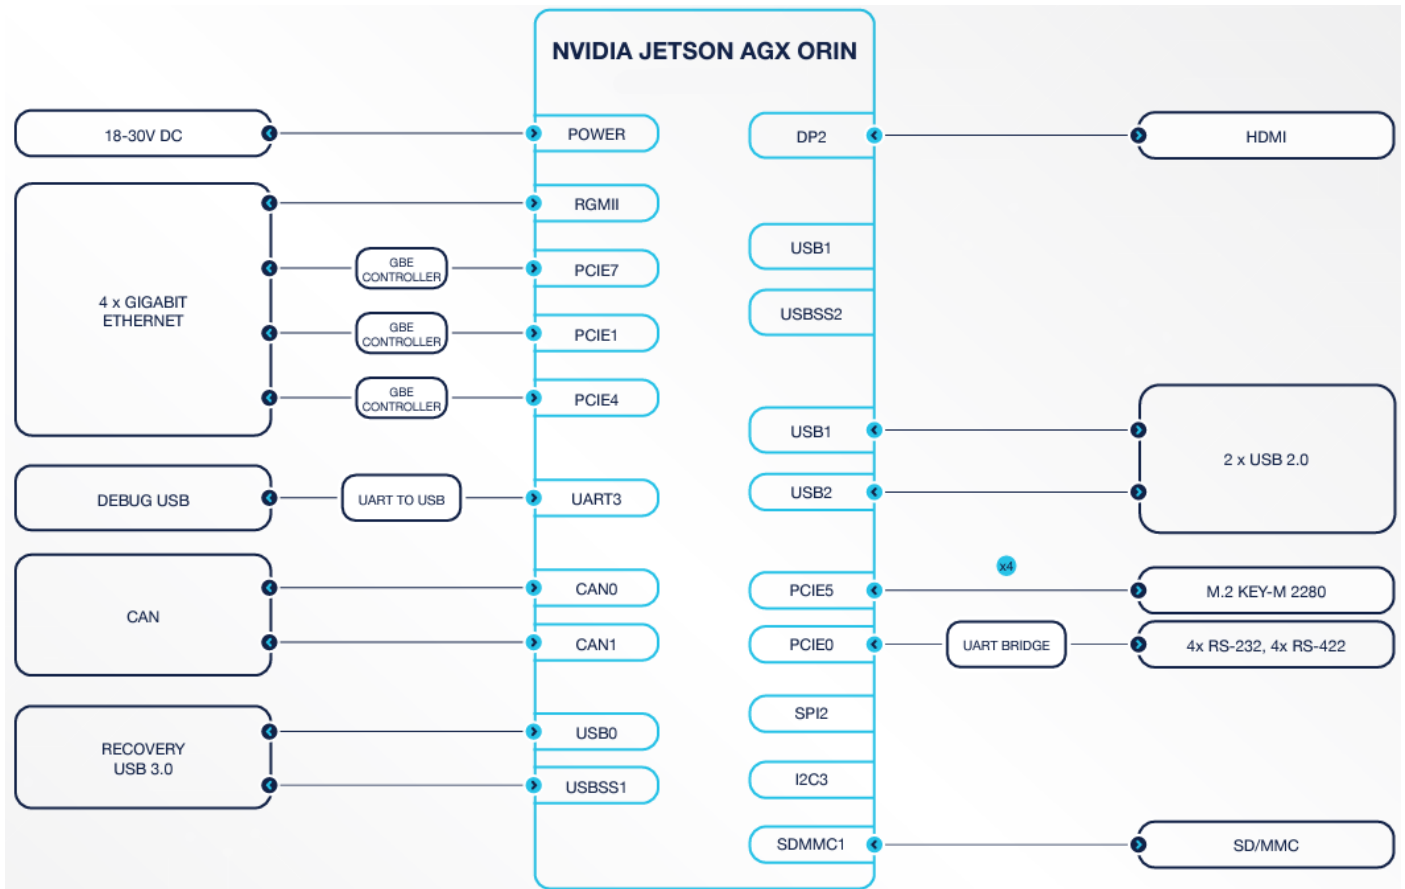 NVIDIA JETSON AGX ORIN
18-30V DC
POWER
DP2
HDMI
4 x GIGABIT
ETHERNET
RGMII
GBE
CONTROLLER
PCIE7
GBE
CONTROLLER
PCIE1
GBE
CONTROLLER
PCIE4
USB1
USBSS2
DEBUG USB
UART TO USB
UART3
USB1
USB2
2 x USB 2.0
CAN
CAN0
CAN1
x4
PCIE5
M.2 KEY-M 2280
PCIE0
UART BRIDGE
4x RS-232, 4x RS-422
RECOVERY
USB 3.0
USB0
USBSS1
SPI2
I2C3
SDMMC1
SD/MMC